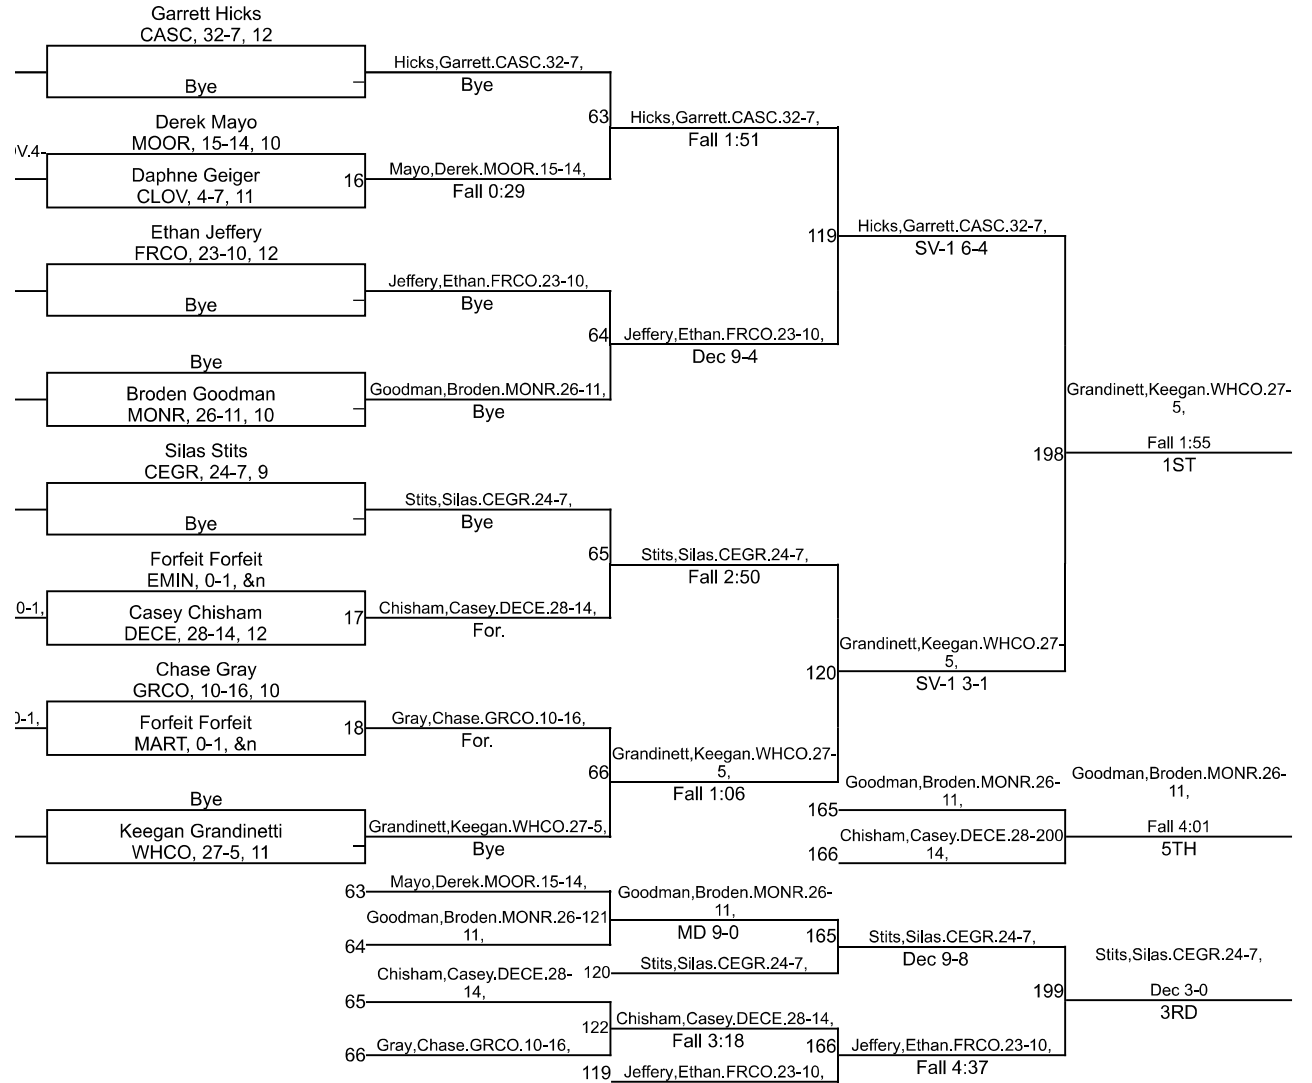 Garrett Hicks
CASC, 32-7, 12
Bye
Hicks,Garrett.CASC.32-7,
Bye
63
Hicks,Garrett.CASC.32-7,
Fall 1:51
Derek Mayo
MOOR, 15-14, 10
V.4-
Daphne Geiger
CLOV, 4-7, 11
16
Mayo,Derek.MOOR.15-14,
Fall 0:29
119
Hicks,Garrett.CASC.32-7,
SV-1 6-4
Ethan Jeffery
FRCO, 23-10, 12
Bye
Jeffery,Ethan.FRCO.23-10,
Bye
64
Jeffery,Ethan.FRCO.23-10,
Dec 9-4
Bye
Broden Goodman
MONR, 26-11, 10
Goodman,Broden.MONR.26-11,
Bye
198
Grandinett,Keegan.WHCO.27-
5,
Fall 1:55
1ST
Silas Stits
CEGR, 24-7, 9
Bye
Stits,Silas.CEGR.24-7,
Bye
65
Stits,Silas.CEGR.24-7,
Fall 2:50
Forfeit Forfeit
EMIN, 0-1, &n
0-1,
Casey Chisham
DECE, 28-14, 12
17
Chisham,Casey.DECE.28-14,
For.
120
Grandinett,Keegan.WHCO.27-
5,
SV-1 3-1
Chase Gray
GRCO, 10-16, 10
0-1,
Forfeit Forfeit
MART, 0-1, &n
18
Gray,Chase.GRCO.10-16,
For.
66
Grandinett,Keegan.WHCO.27-
5,
Fall 1:06
Bye
Keegan Grandinetti
WHCO, 27-5, 11
Grandinett,Keegan.WHCO.27-5,
Bye
165
Goodman,Broden.MONR.26-
11,
166
Chisham,Casey.DECE.28-200
14,
Goodman,Broden.MONR.26-
11,
Fall 4:01
5TH
63
Mayo,Derek.MOOR.15-14,
64
Goodman,Broden.MONR.26-121
11,
Goodman,Broden.MONR.26-
11,
MD 9-0
120
Stits,Silas.CEGR.24-7,
165
Stits,Silas.CEGR.24-7,
Dec 9-8
65
Chisham,Casey.DECE.28-
14,
66
Gray,Chase.GRCO.10-16,
122
Chisham,Casey.DECE.28-14,
Fall 3:18
119
Jeffery,Ethan.FRCO.23-10,
166
Jeffery,Ethan.FRCO.23-10,
Fall 4:37
199
Stits,Silas.CEGR.24-7,
Dec 3-0
3RD